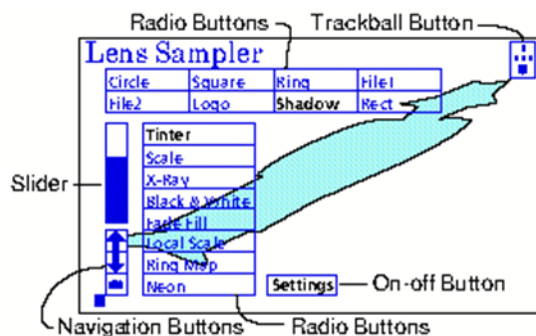 Radio Buttons Trackball Button
Lens Sampler
Circle Square Ring File1
File2 Logo Shadow Rect
Tinter
Scale
Slider
X-Ray
Black & White
Fade Fill
Local Scale
Ring Map
Neon Settings On-off Button
Navigation Buttons Radio Buttons